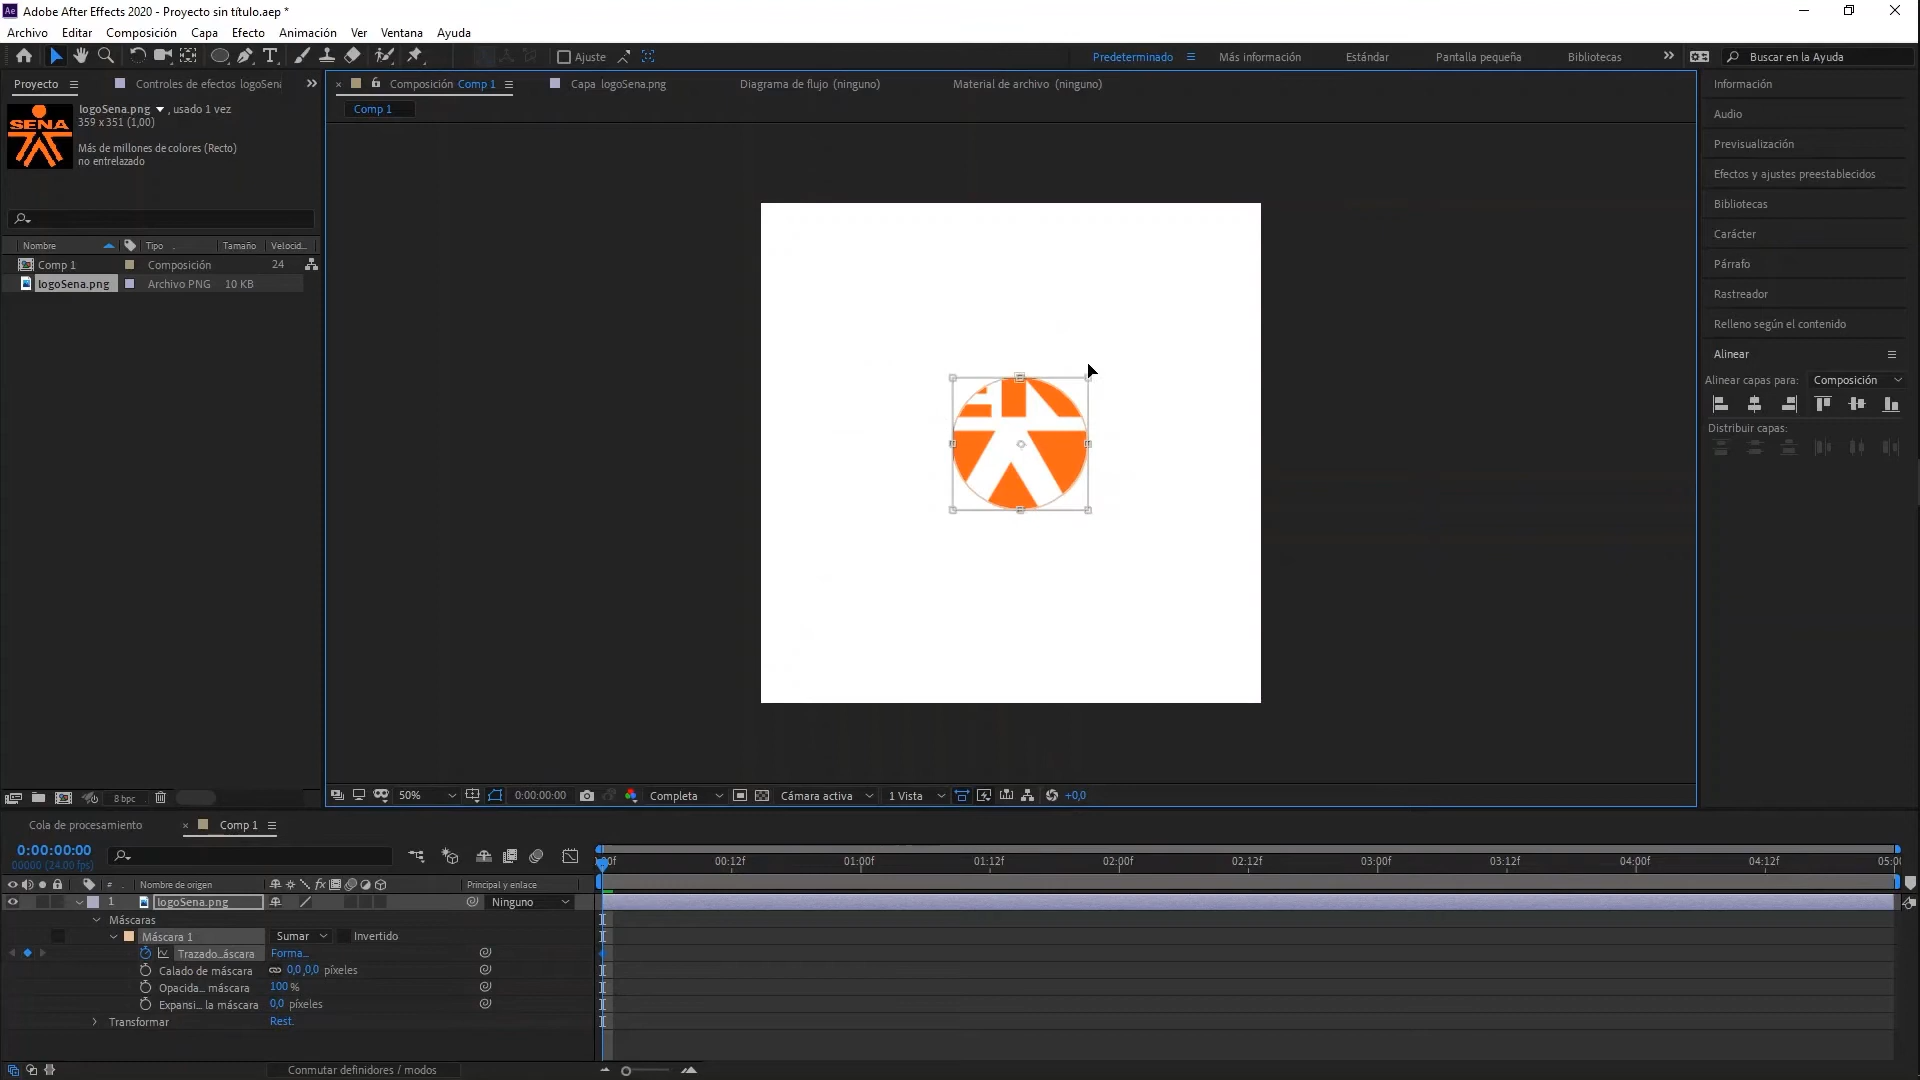 Adobe After Effects 2020 - Proyecto sin título.aep *
Archivo Editar Composición Capa Efecto Animación Ver Ventana Ayuda
Ajuste Predeterminado Más información Estándar Pantalla pequeña Bibliotecas Buscar en la Ayuda
Proyecto Controles de efectos logoSena
Composición Comp 1 Capa logoSena.png Diagrama de flujo (ninguno) Material de archivo (ninguno)
Comp 1
SENA
logoSena.png , usado 1 vez
359 x 351 (1,00)
Más de millones de colores (Recto)
no entrelazado
Nombre Tipo Tamaño Velocid...
Comp 1 Composición 24
logoSena.png Archivo PNG 10 KB
Información
Audio
Previsualización
Efectos y ajustes preestablecidos
Bibliotecas
Carácter
Párrafo
Rastreador
Relleno según el contenido
Alinear
Alinear capas para: Composición
Distribuir capas:
8 bpc
50% 0:00:00:00 Completa Cámara activa 1 Vista +0,0
Cola de procesamiento Comp 1
0:00:00:00
00000 (24.00 fps)
00f 00:12f 01:00f 01:12f 02:00f 02:12f 03:00f 03:12f 04:00f 04:12f 05:0
# Nombre de origen fx Principal y enlace
1 logoSena.png Ninguno
Máscaras
Máscara 1 Sumar Invertido
Trazado...áscara Forma...
Calado de máscara 0,0,0,0 píxeles
Opacida... máscara 100 %
Expansi... la máscara 0,0 píxeles
Transformar Rest.
Conmutar definidores / modos